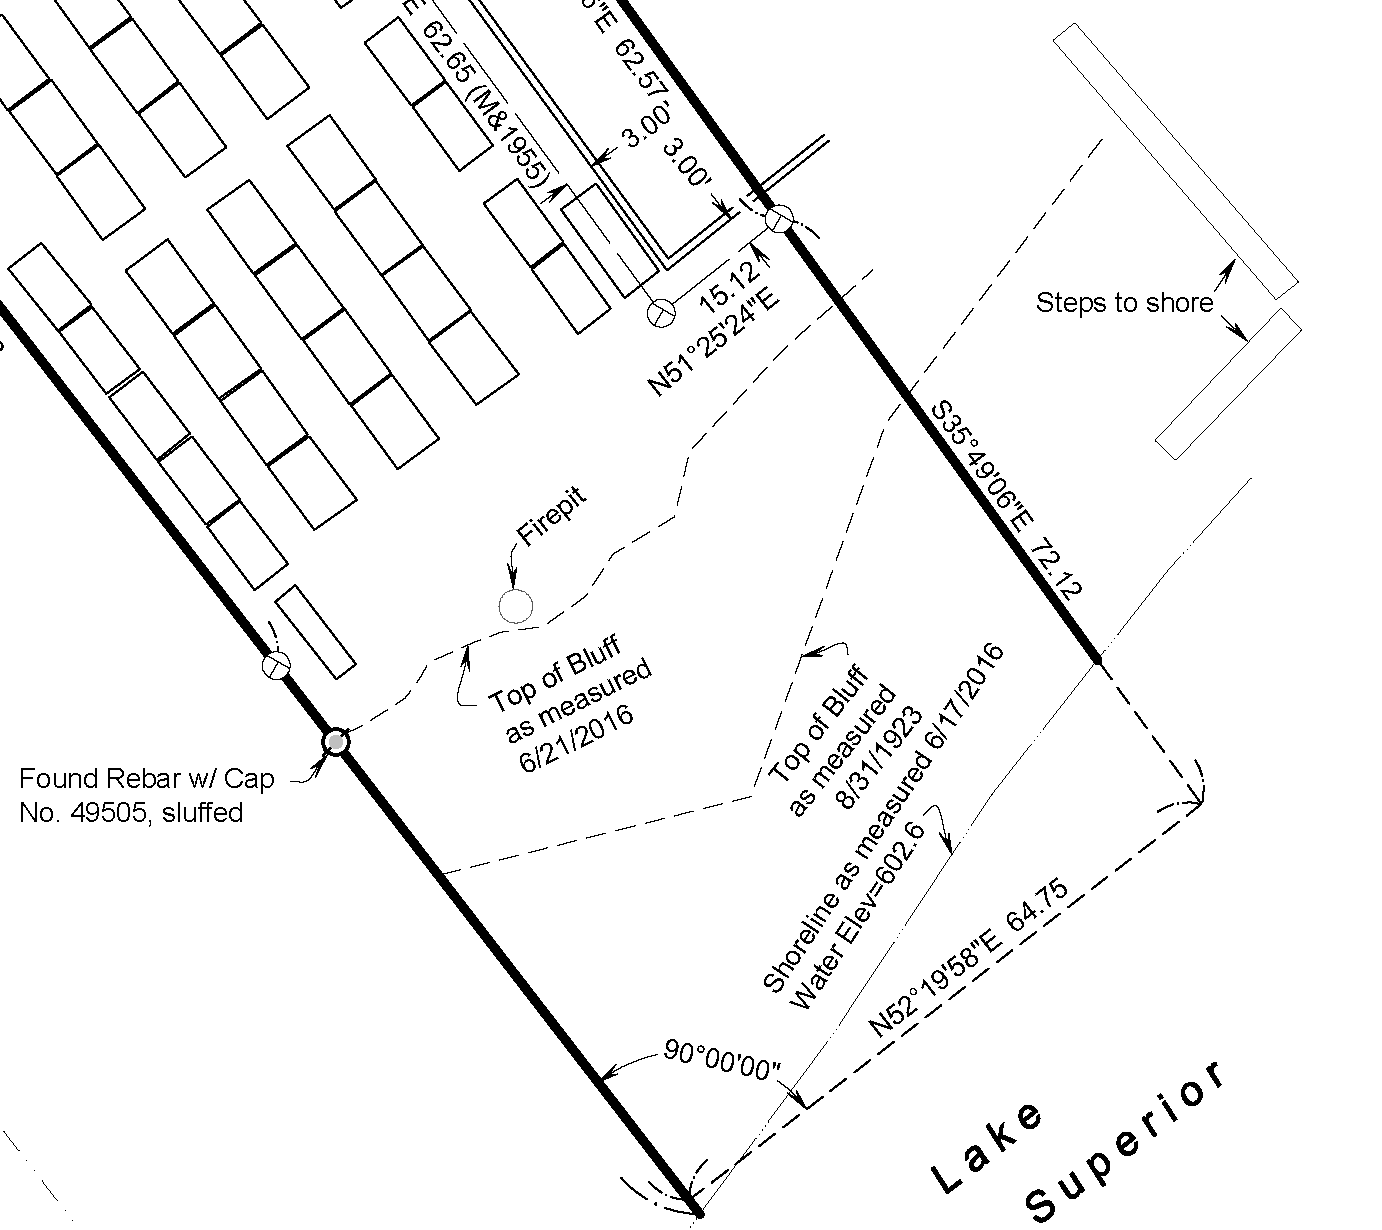 E 62.65 (M&1955)
"E 62.57
3.00'
3.00'
15.12'
N51°25'24"E
Steps to shore
S35°49'06"E 72.12
Firepit
Top of Bluff
as measured
6/21/2016
Top of Bluff
as measured
8/31/1923
Shoreline as measured 6/17/2016
Water Elev=602.6
Found Rebar w/ Cap
No. 49505, sluffed
N52°19'58"E 64.75
90°00'00"
Lake
Superior